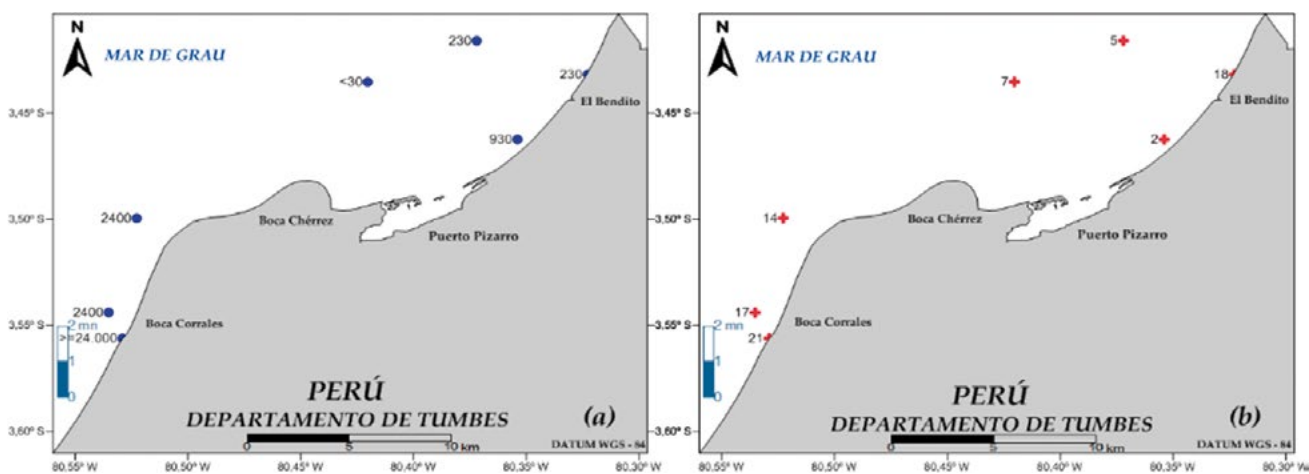 N
MAR DE GRAU
230
<30
230
El Bendito
3,45° S
930
2400
3,50° S
Boca Chérrez
Puerto Pizarro
2400
3,55° S
2 mn
Boca Corrales
>=24 000
1
0
PERÚ
DEPARTAMENTO DE TUMBES
(a)
3,60° S
0 5 10 km
DATUM WGS - 84
80,55° W 80,50° W 80,45° W 80,40° W 80,35° W 80,30° W
N
MAR DE GRAU
5
7
18
El Bendito
3,45° S
2
14
3,50° S
Boca Chérrez
Puerto Pizarro
17
3,55° S
2 mn
Boca Corrales
21
1
0
PERÚ
DEPARTAMENTO DE TUMBES
(b)
3,60° S
0 5 10 km
DATUM WGS - 84
80,55° W 80,50° W 80,45° W 80,40° W 80,35° W 80,30° W